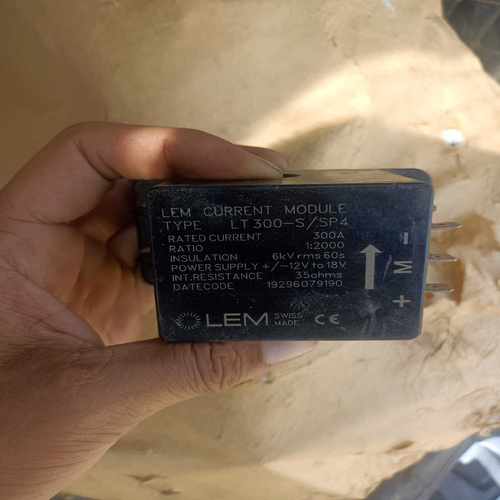 LEM CURRENT MODULE
TYPE LT 300-S/SP4
RATED CURRENT 300A
RATIO 1:2000
INSULATION 6kV rms 60s
POWER SUPPLY +/-12V to 18V
INT.RESISTANCE 35ohms
DATECODE 19296079190
LEM SWISS MADE CE
+ M -